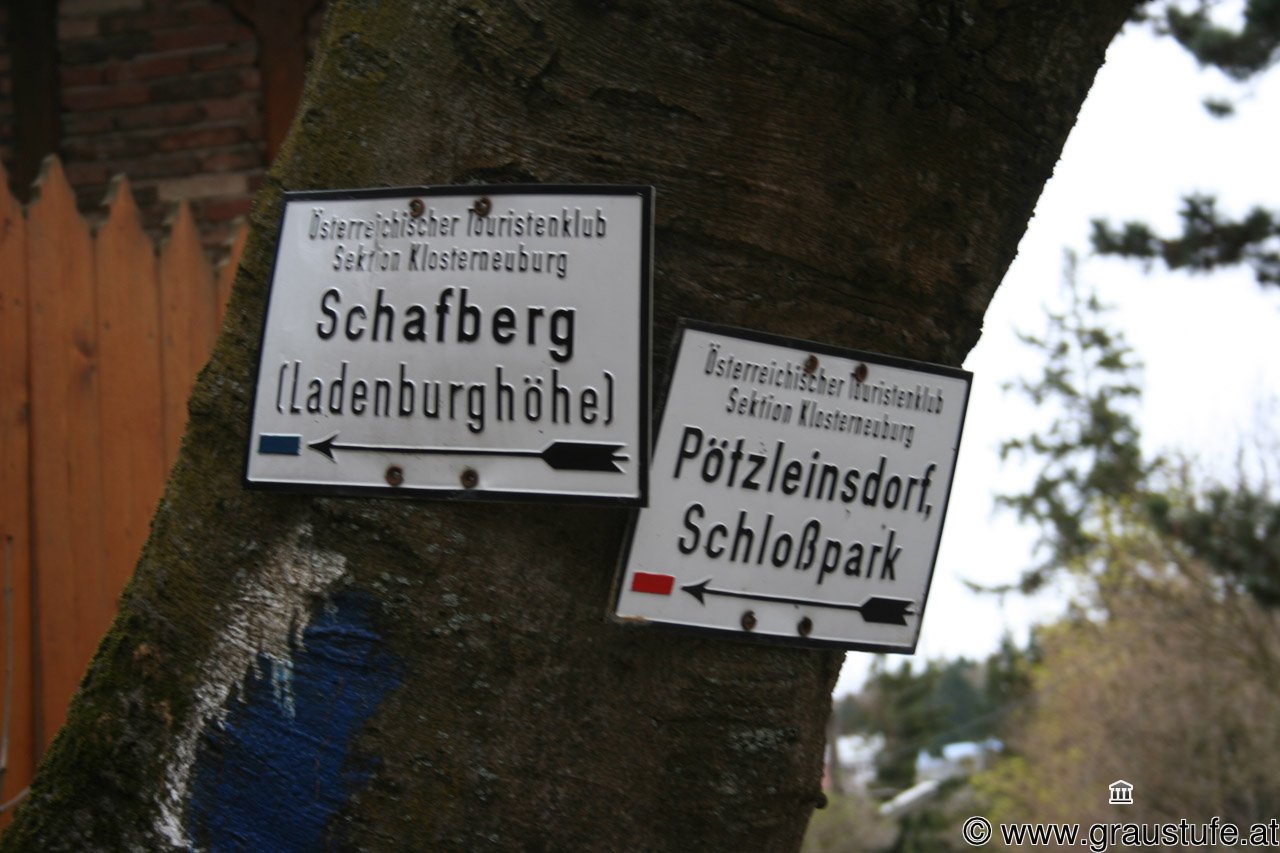 Österreichischer Touristenklub
Sektion Klosterneuburg
Schafberg
(Ladenburghöhe)
Österreichischer Touristenklub
Sektion Klosterneuburg
Pötzleinsdorf,
Schloßpark
© www.graustufe.at